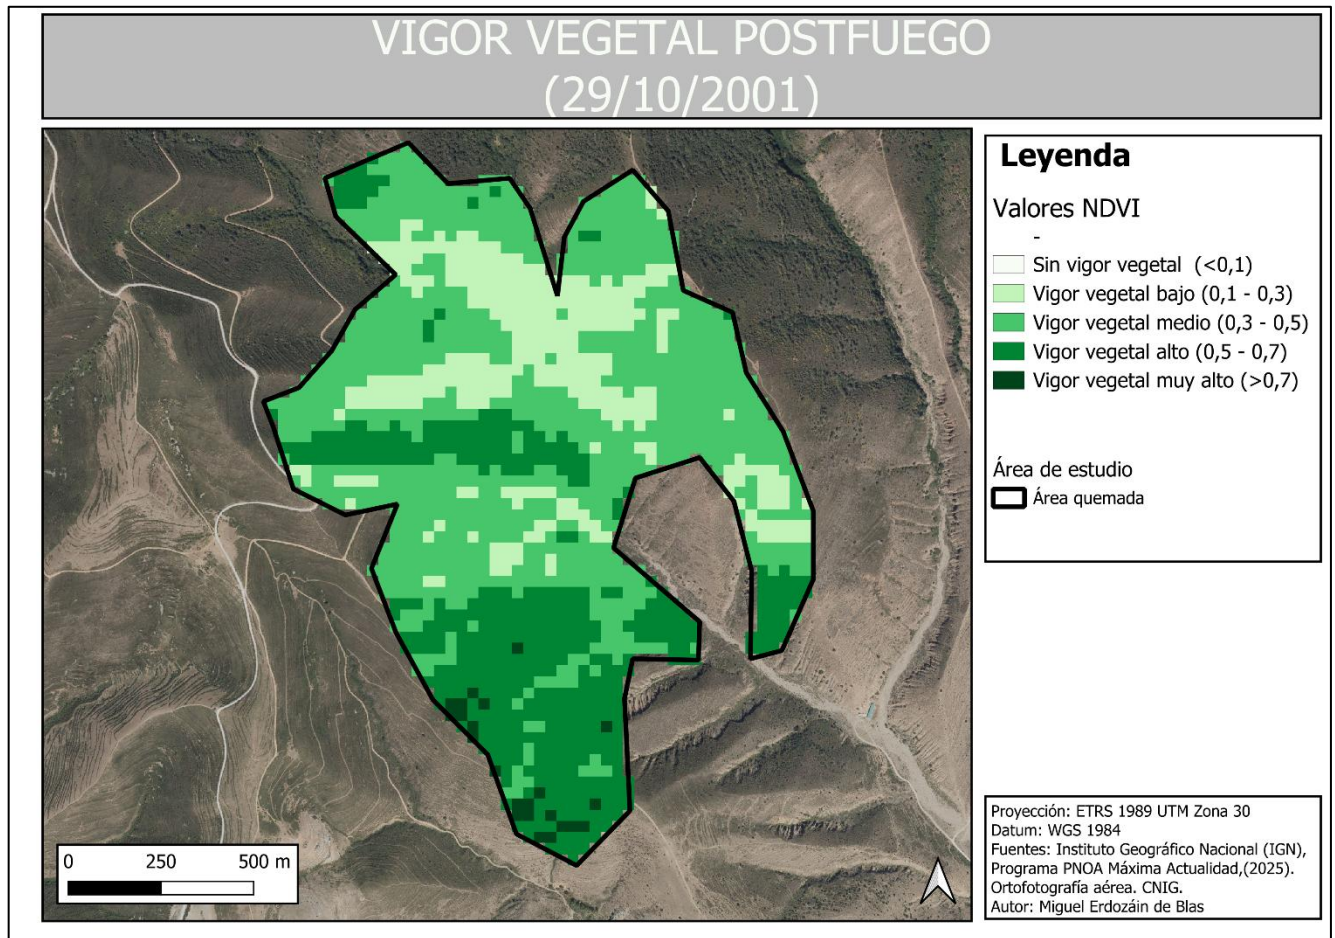 VIGOR VEGETAL POSTFUEGO
(29/10/2001)
Leyenda
Valores NDVI
-
Sin vigor vegetal (<0,1)
Vigor vegetal bajo (0,1 - 0,3)
Vigor vegetal medio (0,3 - 0,5)
Vigor vegetal alto (0,5 - 0,7)
Vigor vegetal muy alto (>0,7)
Área de estudio
Área quemada
0 250 500 m
Proyección: ETRS 1989 UTM Zona 30
Datum: WGS 1984
Fuentes: Instituto Geográfico Nacional (IGN),
Programa PNOA Máxima Actualidad,(2025).
Ortofotografía aérea. CNIG.
Autor: Miguel Erdozáin de Blas